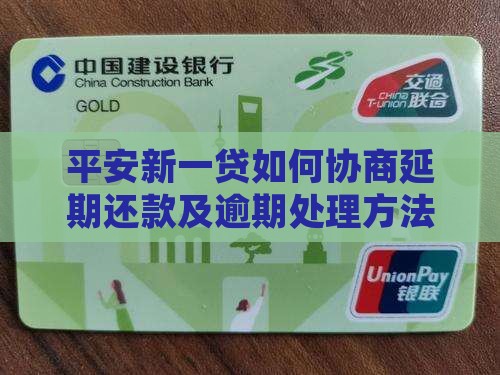 中国建设银行
China Construction Bank
GOLD
交通
CHINA
T-UNION
联合
平安新一贷如何协商延
期还款及逾期处理方法
UnionPay
银联